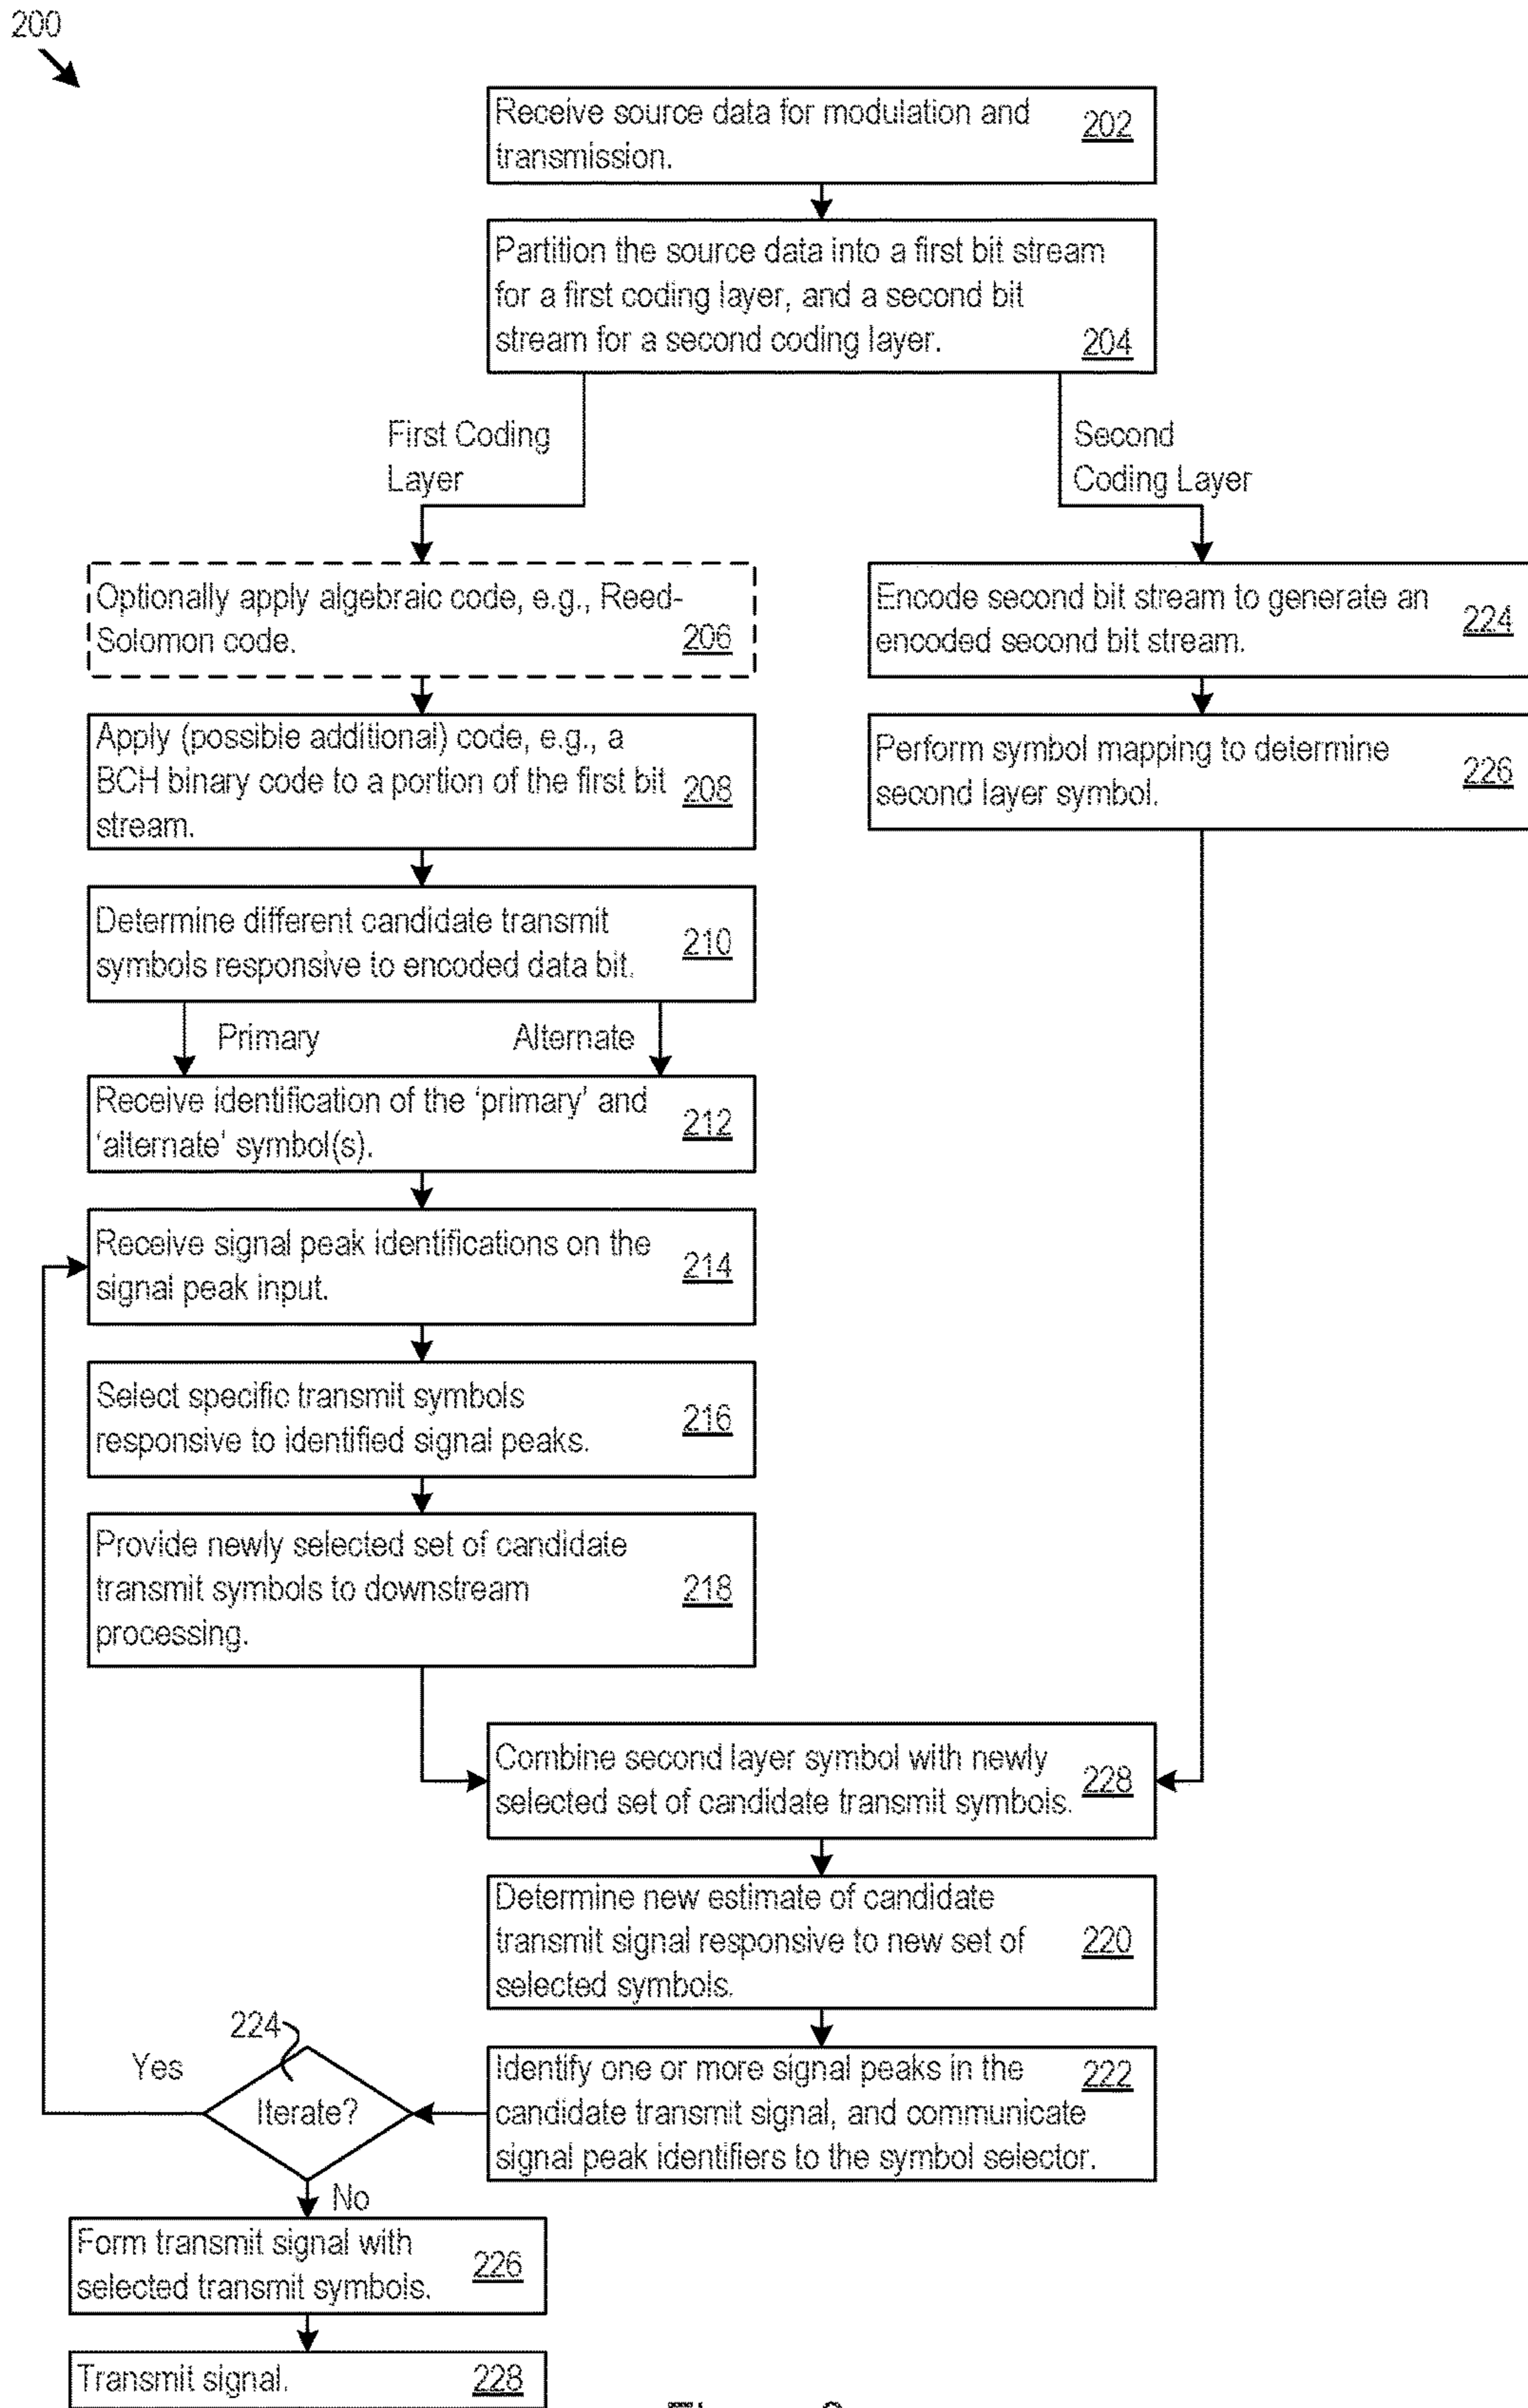 200
Receive source data for modulation and
transmission.
202
Partition the source data into a first bit stream
for a first coding layer, and a second bit
stream for a second coding layer.
204
First Coding
Layer
Second
Coding Layer
Optionally apply algebraic code, e.g., Reed-
Solomon code.
206
Encode second bit stream to generate an
encoded second bit stream.
224
Apply (possible additional) code, e.g., a
BCH binary code to a portion of the first bit
stream.
208
Perform symbol mapping to determine
second layer symbol.
226
Determine different candidate transmit
symbols responsive to encoded data bit.
210
Primary
Alternate
Receive identification of the ‘primary’ and
‘alternate’ symbol(s).
212
Receive signal peak identifications on the
signal peak input.
214
Select specific transmit symbols
responsive to identified signal peaks.
216
Provide newly selected set of candidate
transmit symbols to downstream
processing.
218
Combine second layer symbol with newly
selected set of candidate transmit symbols.
228
Determine new estimate of candidate
transmit signal responsive to new set of
selected symbols.
220
Identify one or more signal peaks in the
candidate transmit signal, and communicate
signal peak identifiers to the symbol selector.
222
224
Yes
Iterate?
No
Form transmit signal with
selected transmit symbols.
226
Transmit signal.
228